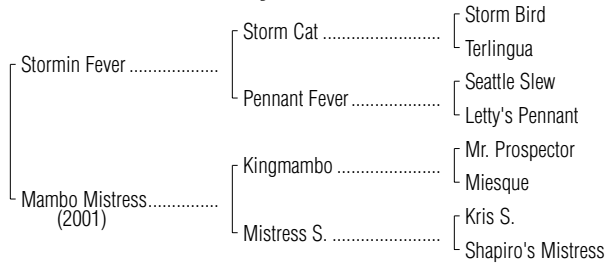 Storm Bird
Storm Cat ....................
Terlingua
Stormin Fever ..................
Seattle Slew
Pennant Fever ..................
Letty's Pennant
Mr. Prospector
Kingmambo ..................
Miesque
Mambo Mistress..............
(2001)
Kris S.
Mistress S. ..................
Shapiro's Mistress